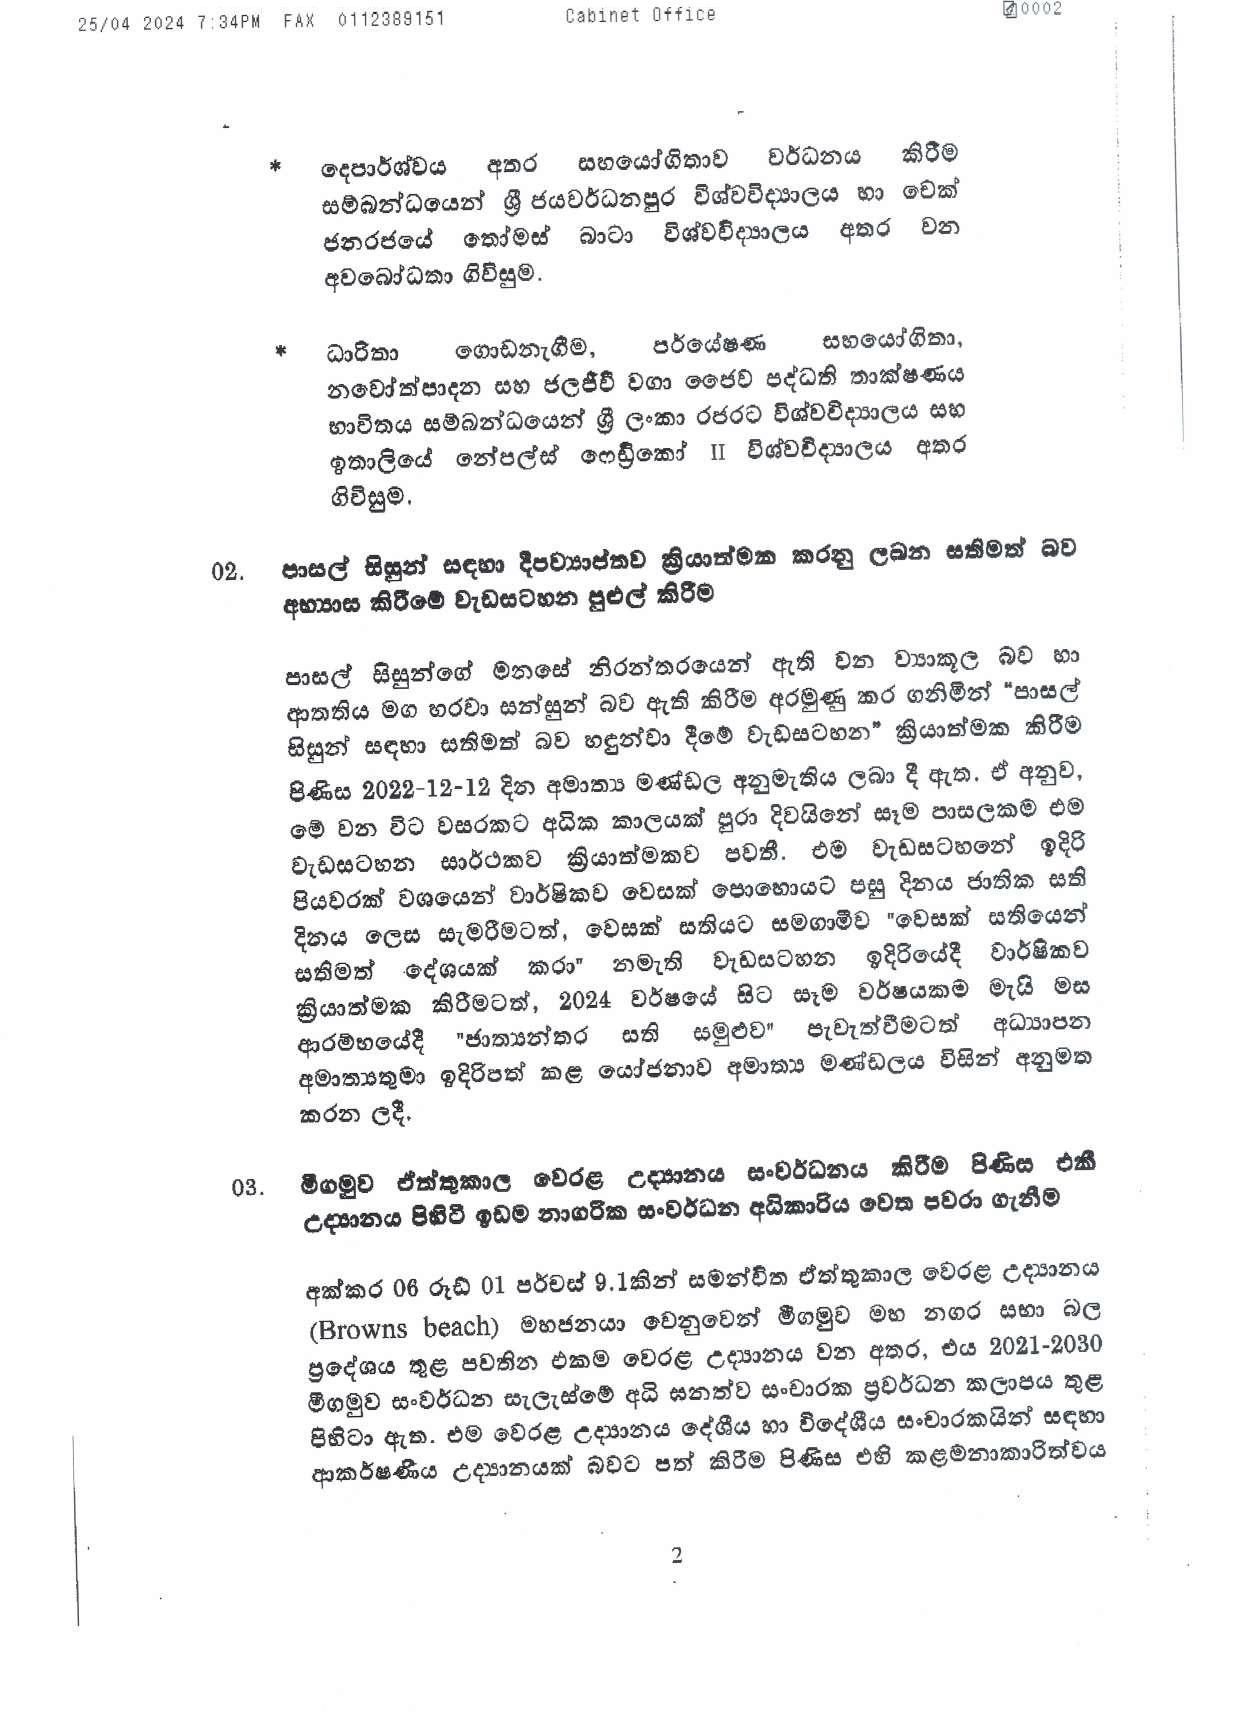 25/04 2024 7:34PM FAX 0112389151 Cabinet Office 0002
* දෙපාර්ශ්වය අතර සහයෝගිතාව වර්ධනය කිරීම
සම්බන්ධයෙන් ශ්‍රී ජයවර්ධනපුර විශ්වවිද්‍යාලය හා චෙක්
ජනරජයේ තෝමස් බාටා විශ්වවිද්‍යාලය අතර වන
අවබෝධතා ගිවිසුම.
* ධාරිතා ගොඩනැගීම, පර්යේෂණ සහයෝගිතා,
නවෝත්පාදන සහ ජලජීවී වගා ජෛව පද්ධති තාක්ෂණය
භාවිතය සම්බන්ධයෙන් ශ්‍රී ලංකා රජරට විශ්වවිද්‍යාලය සහ
ඉතාලියේ නේපල්ස් ෆෙඩ්‍රිකෝ II විශ්වවිද්‍යාලය අතර
ගිවිසුම.
02. පාසල් සිසුන් සඳහා දීපව්‍යාප්තව ක්‍රියාත්මක කරනු ලබන සතිමත් බව
අභ්‍යාස කිරීමේ වැඩසටහන පුළුල් කිරීම
පාසල් සිසුන්ගේ මනසේ නිරන්තරයෙන් ඇති වන ව්‍යාකූල බව හා
ආතතිය මග හරවා සන්සුන් බව ඇති කිරීම අරමුණු කර ගනිමින් “පාසල්
සිසුන් සඳහා සතිමත් බව හඳුන්වා දීමේ වැඩසටහන” ක්‍රියාත්මක කිරීම
පිණිස 2022-12-12 දින අමාත්‍ය මණ්ඩල අනුමැතිය ලබා දී ඇත. ඒ අනුව,
මේ වන විට වසරකට අධික කාලයක් පුරා දිවයිනේ සෑම පාසලකම එම
වැඩසටහන සාර්ථකව ක්‍රියාත්මකව පවතී. එම වැඩසටහනේ ඉදිරි
පියවරක් වශයෙන් වාර්ෂිකව වෙසක් පොහොයට පසු දිනය ජාතික සති
දිනය ලෙස සැමරීමටත්, වෙසක් සතියට සමගාමීව "වෙසක් සතියෙන්
සතිමත් දේශයක් කරා" නමැති වැඩසටහන ඉදිරියේදී වාර්ෂිකව
ක්‍රියාත්මක කිරීමටත්, 2024 වර්ෂයේ සිට සෑම වර්ෂයකම මැයි මස
ආරම්භයේදී "ජාත්‍යන්තර සති සමුළුව" පැවැත්වීමටත් අධ්‍යාපන
අමාත්‍යතුමා ඉදිරිපත් කළ යෝජනාව අමාත්‍ය මණ්ඩලය විසින් අනුමත
කරන ලදී.
03. මීගමුව ඒත්තුකාල වෙරළ උද්‍යානය සංවර්ධනය කිරීම පිණිස එකී
උද්‍යානය පිහිටි ඉඩම නාගරික සංවර්ධන අධිකාරිය වෙත පවරා ගැනීම
අක්කර 06 රූඩ් 01 පර්චස් 9.1කින් සමන්විත ඒත්තුකාල වෙරළ උද්‍යානය
(Browns beach) මහජනයා වෙනුවෙන් මීගමුව මහ නගර සභා බල
ප්‍රදේශය තුළ පවතින එකම වෙරළ උද්‍යානය වන අතර, එය 2021-2030
මීගමුව සංවර්ධන සැලැස්මේ අධි ඝනත්ව සංචාරක ප්‍රවර්ධන කලාපය තුළ
පිහිටා ඇත. එම වෙරළ උද්‍යානය දේශීය හා විදේශීය සංචාරකයින් සඳහා
ආකර්ෂණීය උද්‍යානයක් බවට පත් කිරීම පිණිස එහි කළමනාකාරිත්වය
2